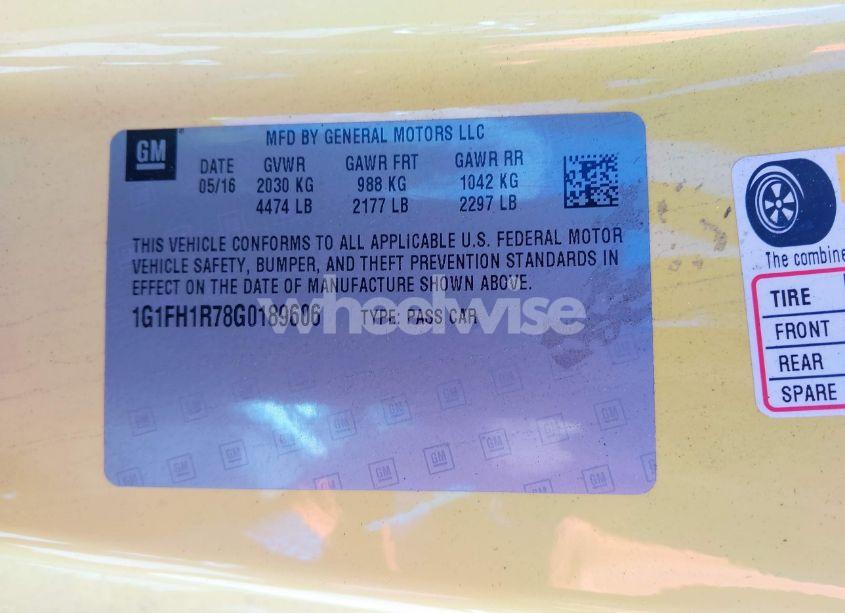 GM
MFD BY GENERAL MOTORS LLC
DATE GVWR GAWR FRT GAWR RR
05/16 2030 KG 988 KG 1042 KG
4474 LB 2177 LB 2297 LB
THIS VEHICLE CONFORMS TO ALL APPLICABLE U.S. FEDERAL MOTOR
VEHICLE SAFETY, BUMPER, AND THEFT PREVENTION STANDARDS IN
EFFECT ON THE DATE OF MANUFACTURE SHOWN ABOVE.
1G1FH1R78G0189606 TYPE: PASS CAR
wheelwise
The combine
TIRE
FRONT
REAR
SPARE